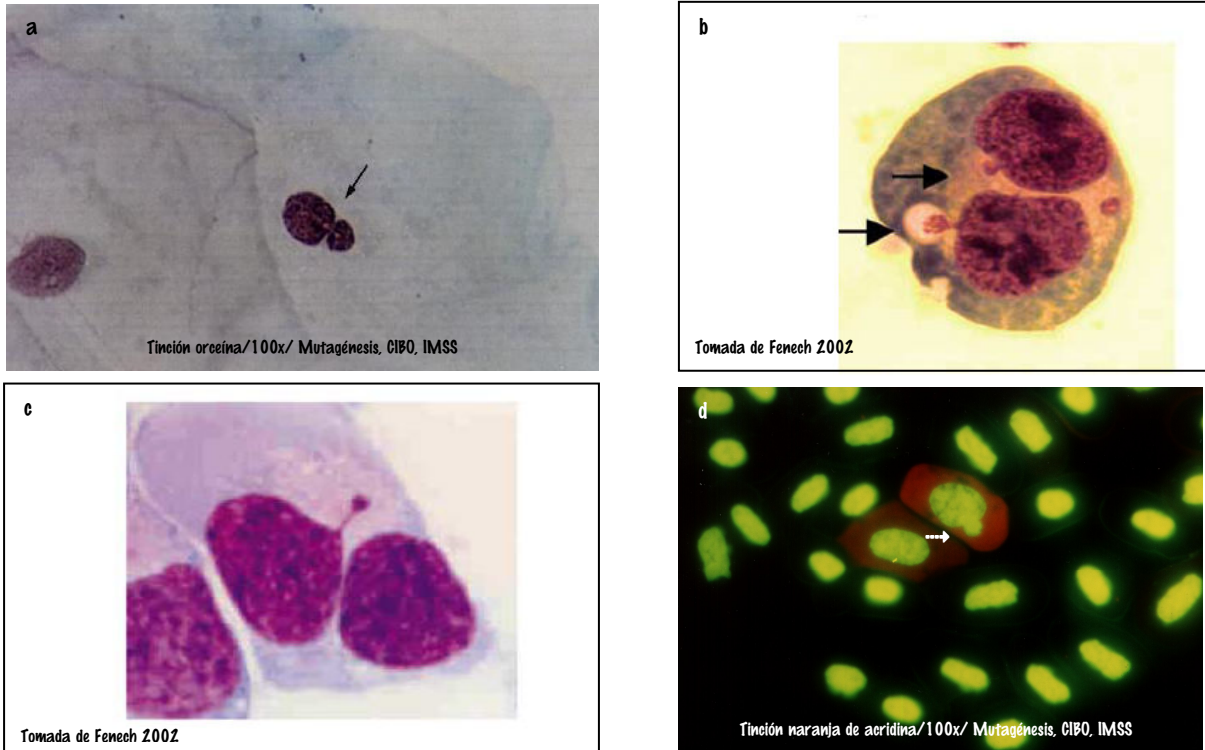 a
Tinción orceína/100x/ Mutagénesis, CIBO, IMSS
b
Tomada de Fenech 2002
c
Tomada de Fenech 2002
d
Tinción naranja de acridina/100x/ Mutagénesis, CIBO, IMSS